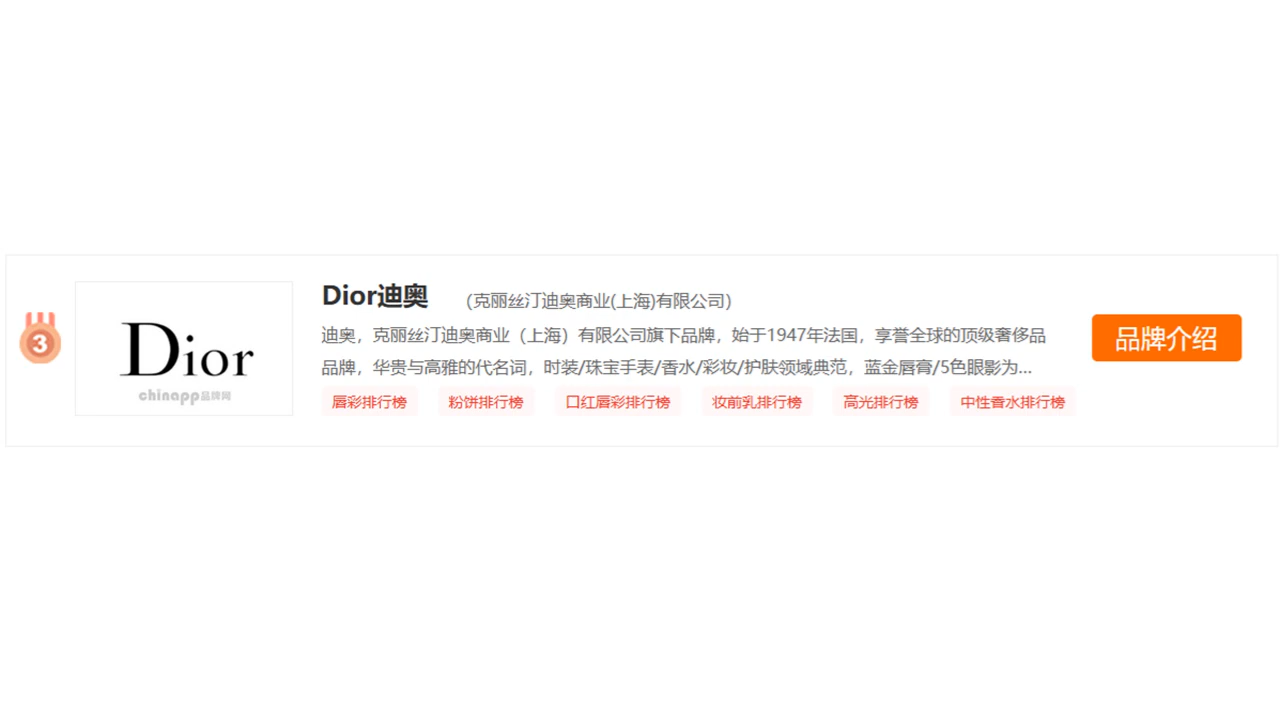 3
Dior
chinapp品牌网
Dior迪奥 (克丽丝汀迪奥商业(上海)有限公司)
迪奥，克丽丝汀迪奥商业（上海）有限公司旗下品牌，始于1947年法国，享誉全球的顶级奢侈品
品牌，华贵与高雅的代名词，时装/珠宝手表/香水/彩妆/护肤领域典范，蓝金唇膏/5色眼影为...
唇彩排行榜 粉饼排行榜 口红唇彩排行榜 妆前乳排行榜 高光排行榜 中性香水排行榜
品牌介绍